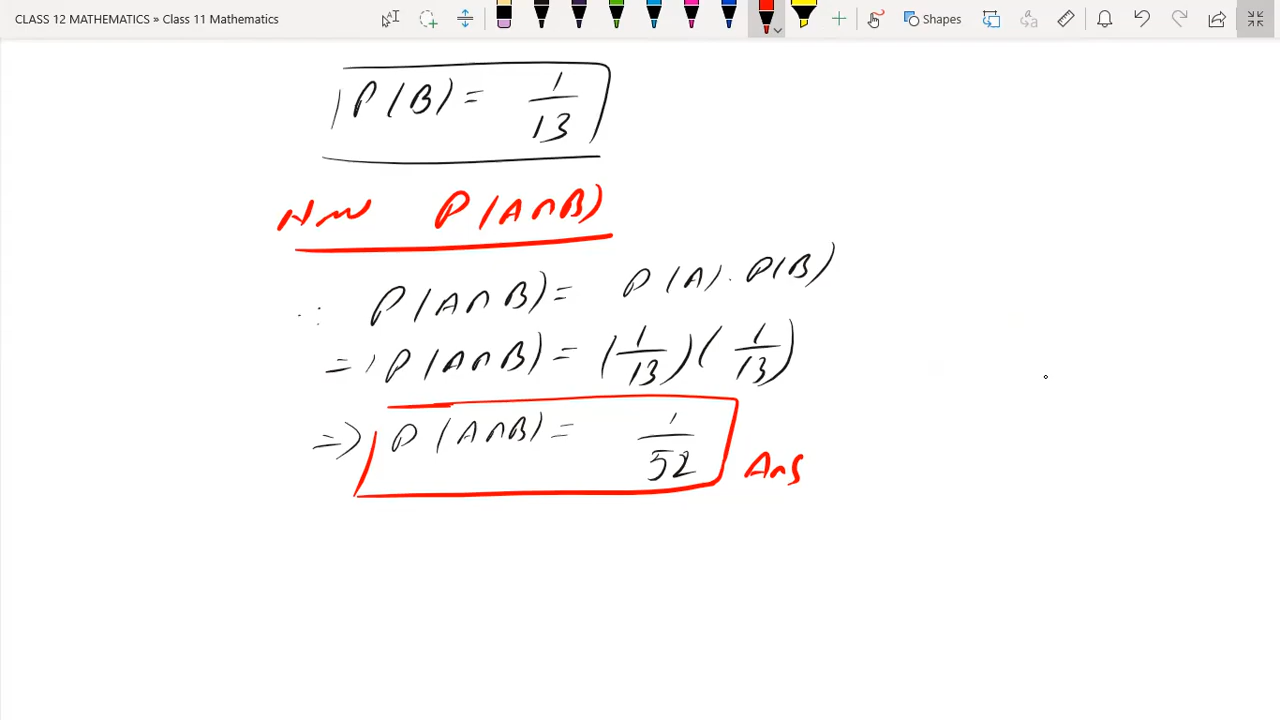 CLASS 12 MATHEMATICS » Class 11 Mathematics
Shapes
P(B) = 1/13
Now P(A∩B)
∵ P(A∩B) = P(A) . P(B)
=) P(A∩B) = (1/13)(1/13)
=) P(A∩B) = 1/52 Ans